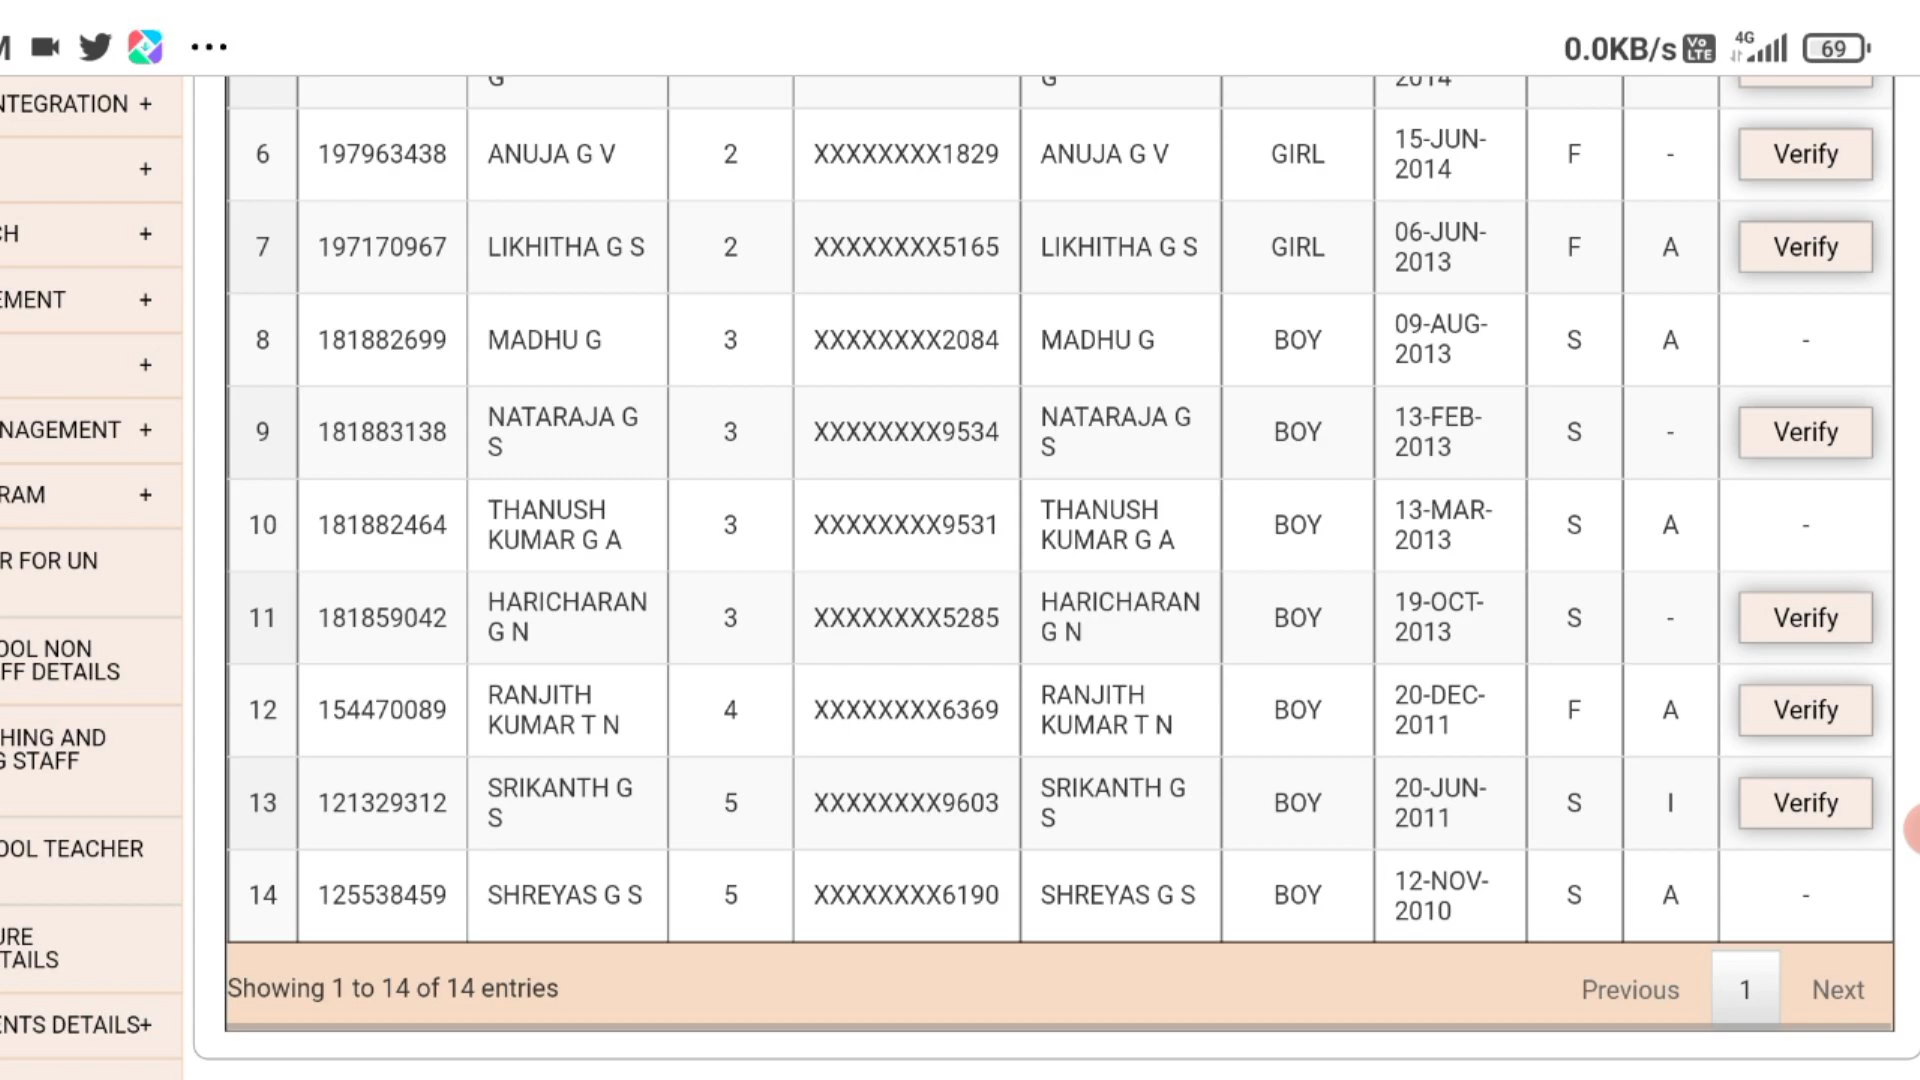 0.0KB/s Vo LTE 4G 69
NTEGRATION +
+
CH +
EMENT +
+
NAGEMENT +
RAM +
R FOR UN
OOL NON
FF DETAILS
HING AND
G STAFF
OOL TEACHER
URE
TAILS
ENTS DETAILS+
G G 2014
6 197963438 ANUJA G V 2 XXXXXXXX1829 ANUJA G V GIRL 15-JUN-
2014 F - Verify
7 197170967 LIKHITHA G S 2 XXXXXXXX5165 LIKHITHA G S GIRL 06-JUN-
2013 F A Verify
8 181882699 MADHU G 3 XXXXXXXX2084 MADHU G BOY 09-AUG-
2013 S A -
9 181883138 NATARAJA G
S 3 XXXXXXXX9534 NATARAJA G
S BOY 13-FEB-
2013 S - Verify
10 181882464 THANUSH
KUMAR G A 3 XXXXXXXX9531 THANUSH
KUMAR G A BOY 13-MAR-
2013 S A -
11 181859042 HARICHARAN
G N 3 XXXXXXXX5285 HARICHARAN
G N BOY 19-OCT-
2013 S - Verify
12 154470089 RANJITH
KUMAR T N 4 XXXXXXXX6369 RANJITH
KUMAR T N BOY 20-DEC-
2011 F A Verify
13 121329312 SRIKANTH G
S 5 XXXXXXXX9603 SRIKANTH G
S BOY 20-JUN-
2011 S I Verify
14 125538459 SHREYAS G S 5 XXXXXXXX6190 SHREYAS G S BOY 12-NOV-
2010 S A -
Showing 1 to 14 of 14 entries Previous 1 Next